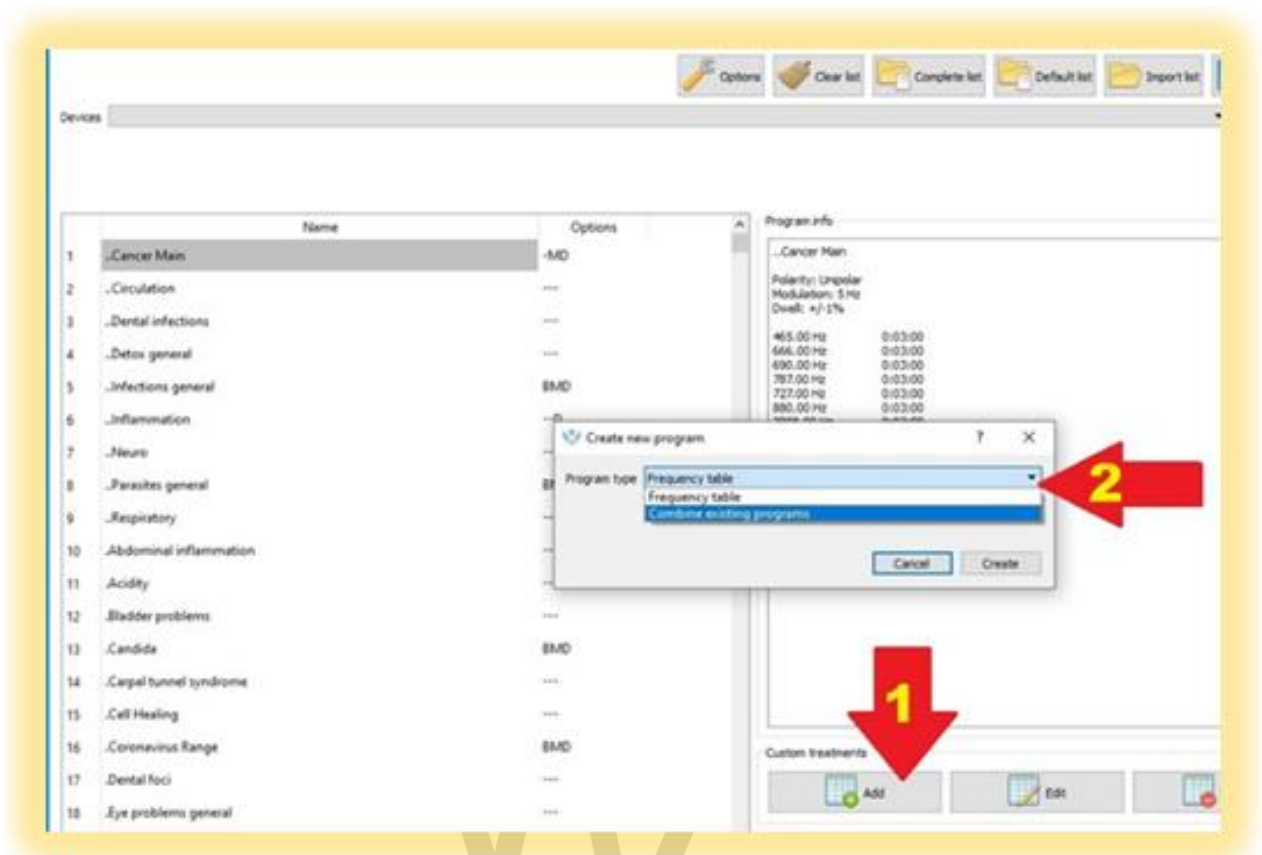 Options Clear list Complete list Default list Import list
Devices
Name Options
1 ..Cancer Main -MD
2 ..Circulation ---
3 ..Dental infections ---
4 ..Detox general ---
5 ..Infections general BMD
6 ..Inflammation --D
7 ..Neuro
8 ..Parasites general
9 ..Respiratory
10 .Abdominal inflammation
11 .Acidity
12 .Bladder problems ---
13 .Candida BMD
14 .Carpal tunnel syndrome ---
15 .Cell Healing ---
16 .Coronavirus Range BMD
17 .Dental foci ---
18 .Eye problems general ---
Program info
..Cancer Main
Polarity: Unipolar
Modulation: 5 Hz
Dwell: +/-1%
465.00 Hz 0:03:00
666.00 Hz 0:03:00
690.00 Hz 0:03:00
787.00 Hz 0:03:00
727.00 Hz 0:03:00
880.00 Hz 0:03:00
Create new program ? X
Program type Frequency table
Frequency table
Combine existing programs
Cancel Create
2
1
Custom treatments
Add Edit